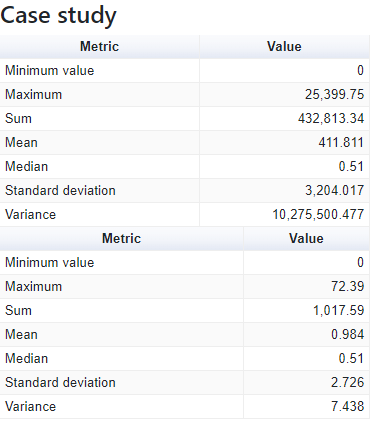 Case study
Metric Value
Minimum value 0
Maximum 25,399.75
Sum 432,813.34
Mean 411.811
Median 0.51
Standard deviation 3,204.017
Variance 10,275,500.477
Metric Value
Minimum value 0
Maximum 72.39
Sum 1,017.59
Mean 0.984
Median 0.51
Standard deviation 2.726
Variance 7.438